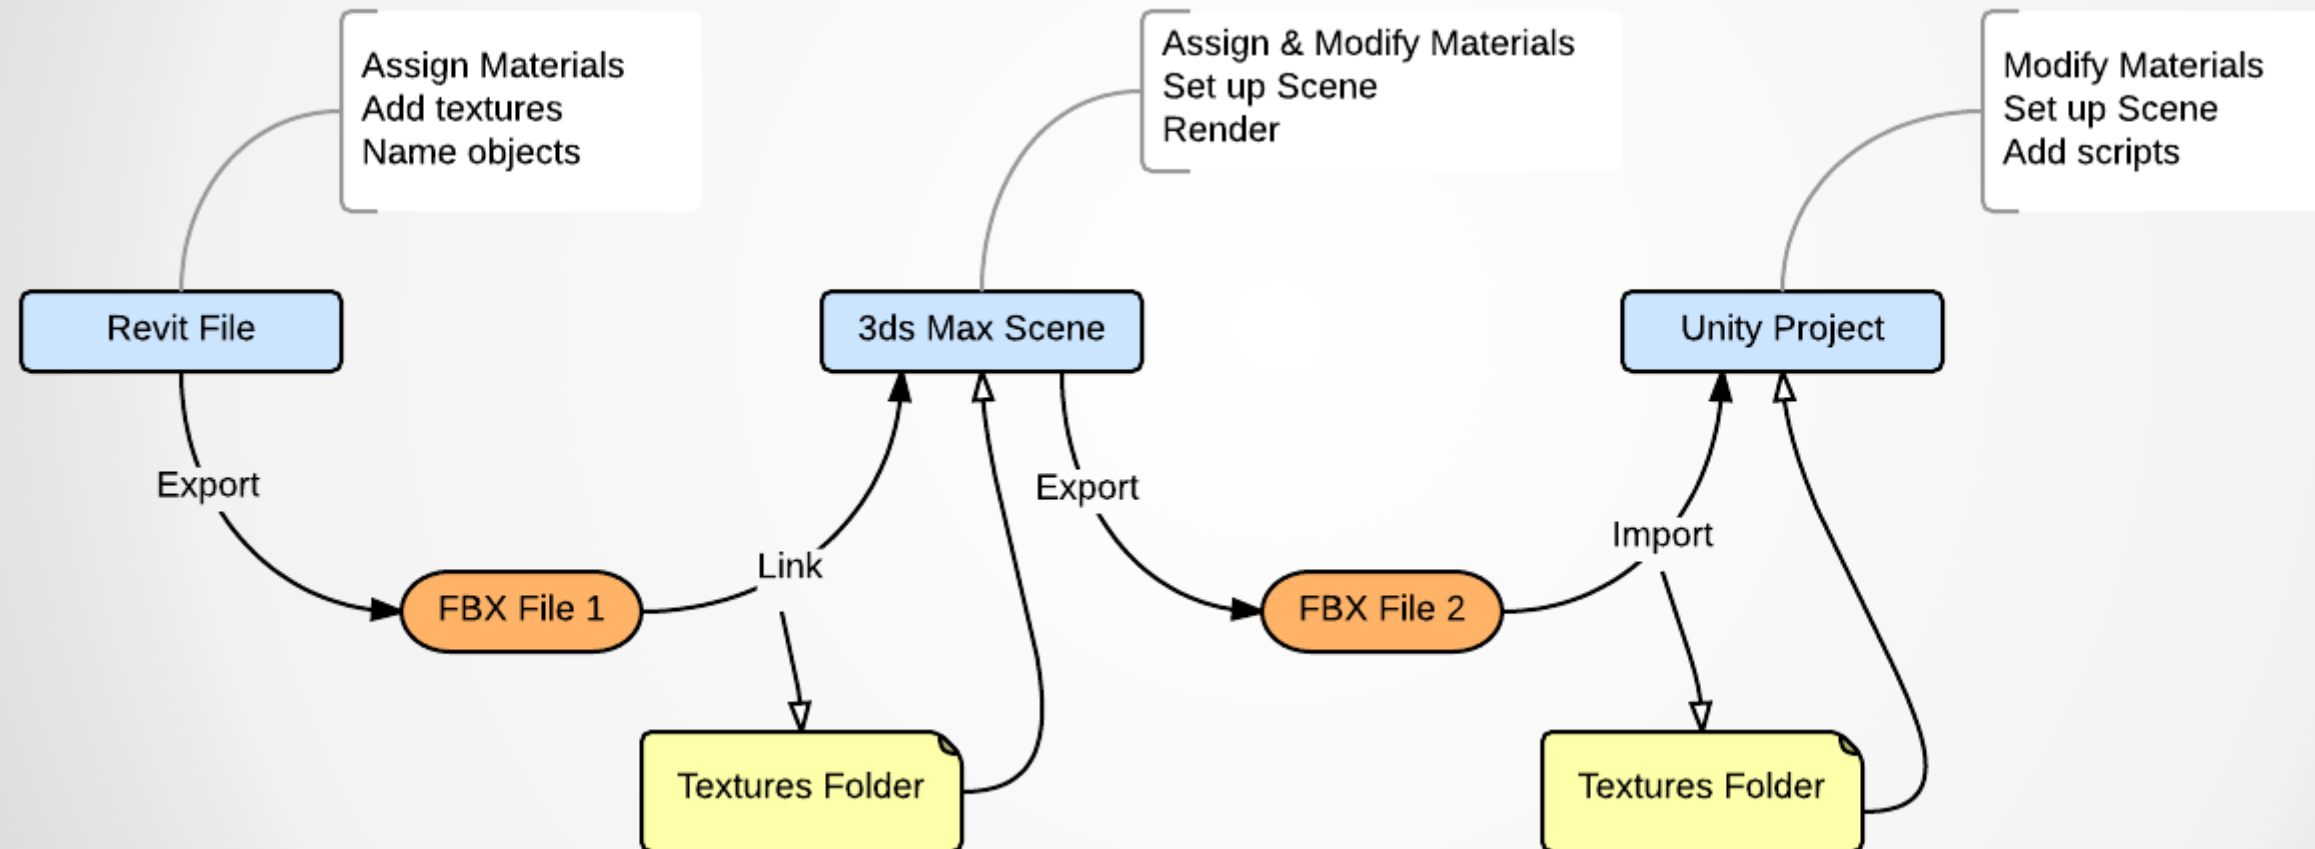 Assign Materials
Add textures
Name objects
Assign & Modify Materials
Set up Scene
Render
Modify Materials
Set up Scene
Add scripts
Revit File
3ds Max Scene
Unity Project
Export
Export
Link
Import
FBX File 1
FBX File 2
Textures Folder
Textures Folder